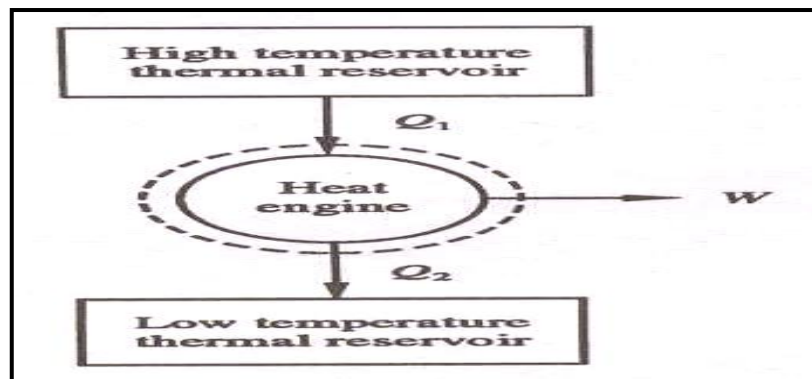 High temperature
thermal reservoir
Q₁
Heat
engine
W
Q₂
Low temperature
thermal reservoir